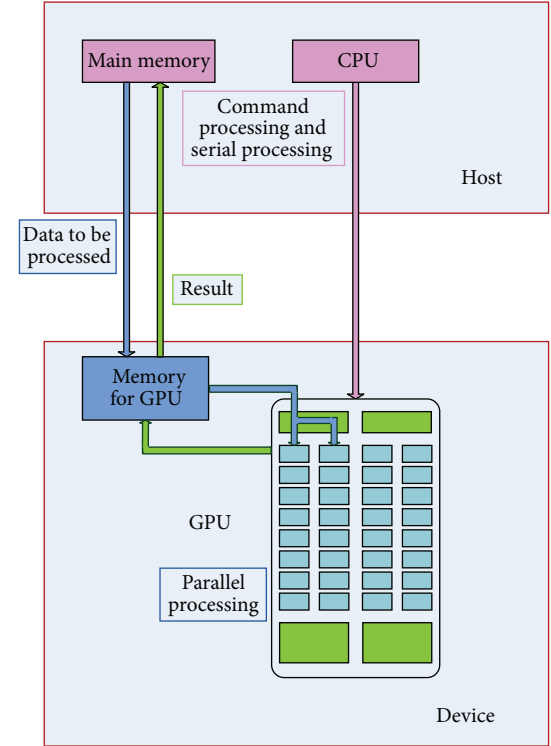 Main memory
CPU
Command
processing and
serial processing
Host
Data to be
processed
Result
Memory
for GPU
GPU
Parallel
processing
Device